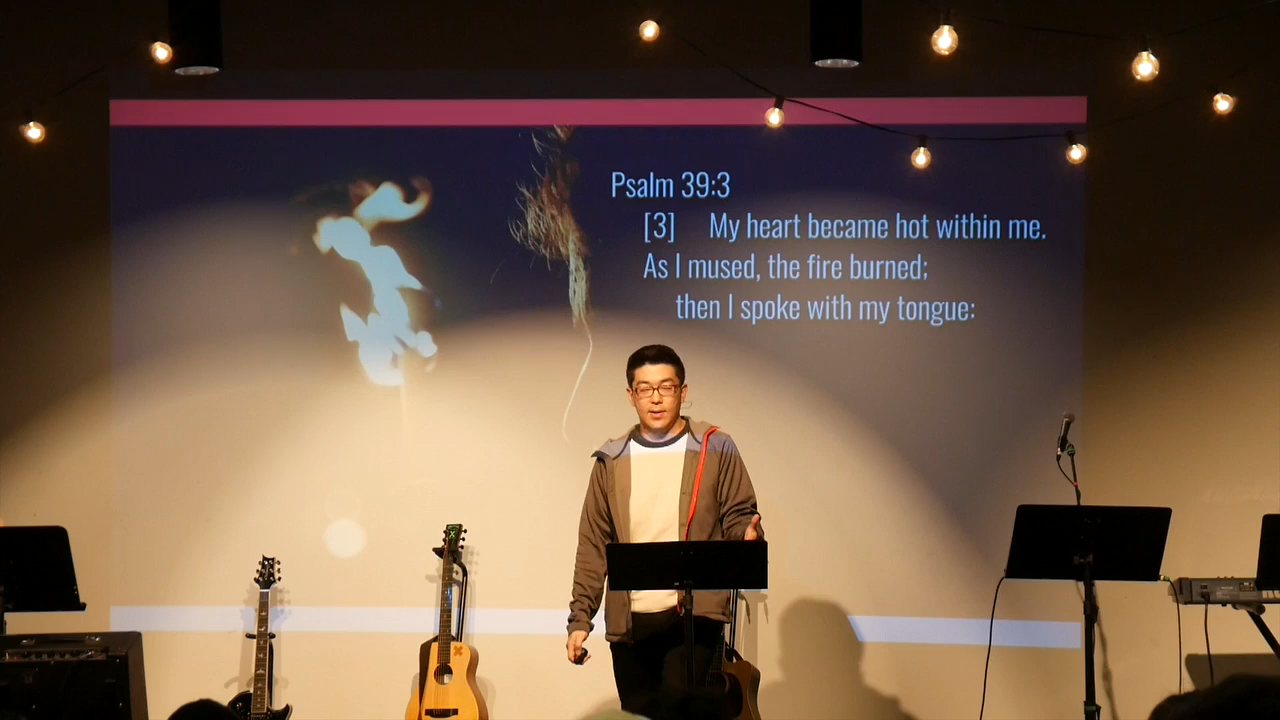 Psalm 39:3
[3] My heart became hot within me.
As I mused, the fire burned;
then I spoke with my tongue: